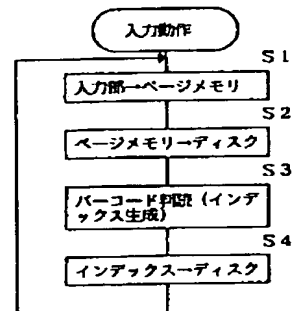 入力動作
S1
入力部→ページメモリ
S2
ページメモリ→ディスク
S3
バーコード判読(インデ
ックス生成)
S4
インデックス→ディスク